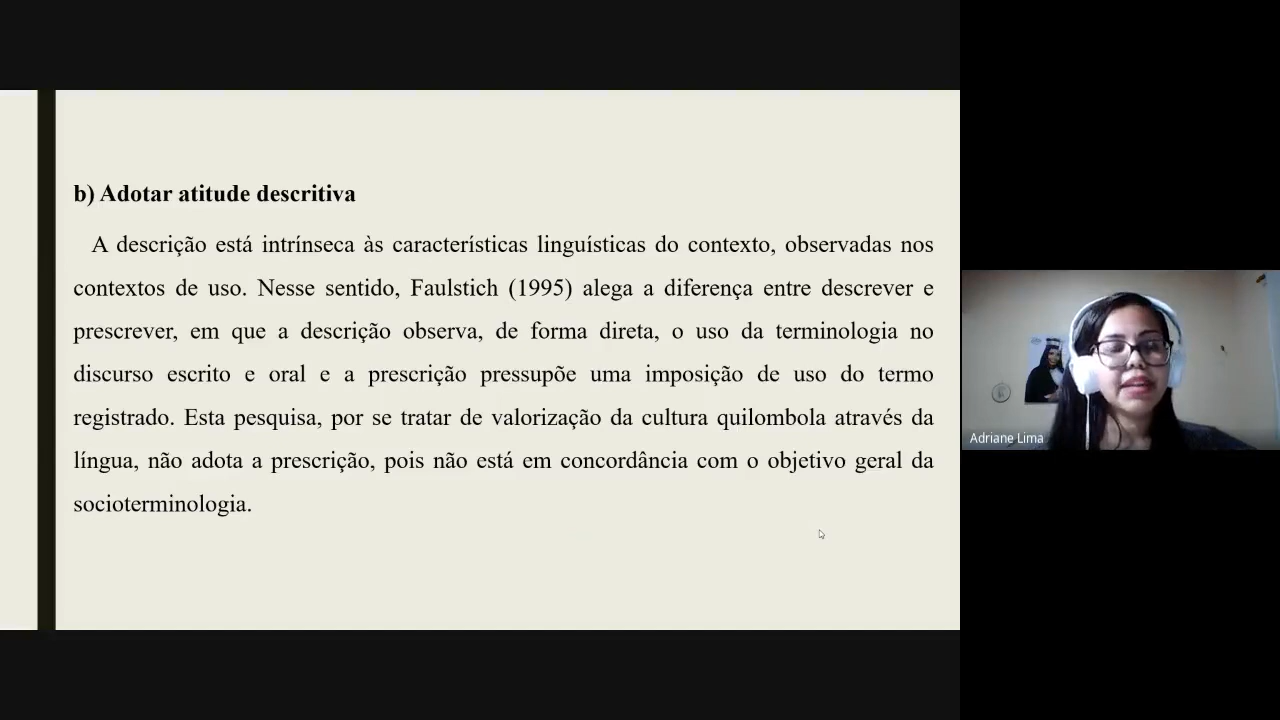 b) Adotar atitude descritiva
A descrição está intrínseca às características linguísticas do contexto, observadas nos
contextos de uso. Nesse sentido, Faulstich (1995) alega a diferença entre descrever e
prescrever, em que a descrição observa, de forma direta, o uso da terminologia no
discurso escrito e oral e a prescrição pressupõe uma imposição de uso do termo
registrado. Esta pesquisa, por se tratar de valorização da cultura quilombola através da
língua, não adota a prescrição, pois não está em concordância com o objetivo geral da
socioterminologia.
Adriane Lima